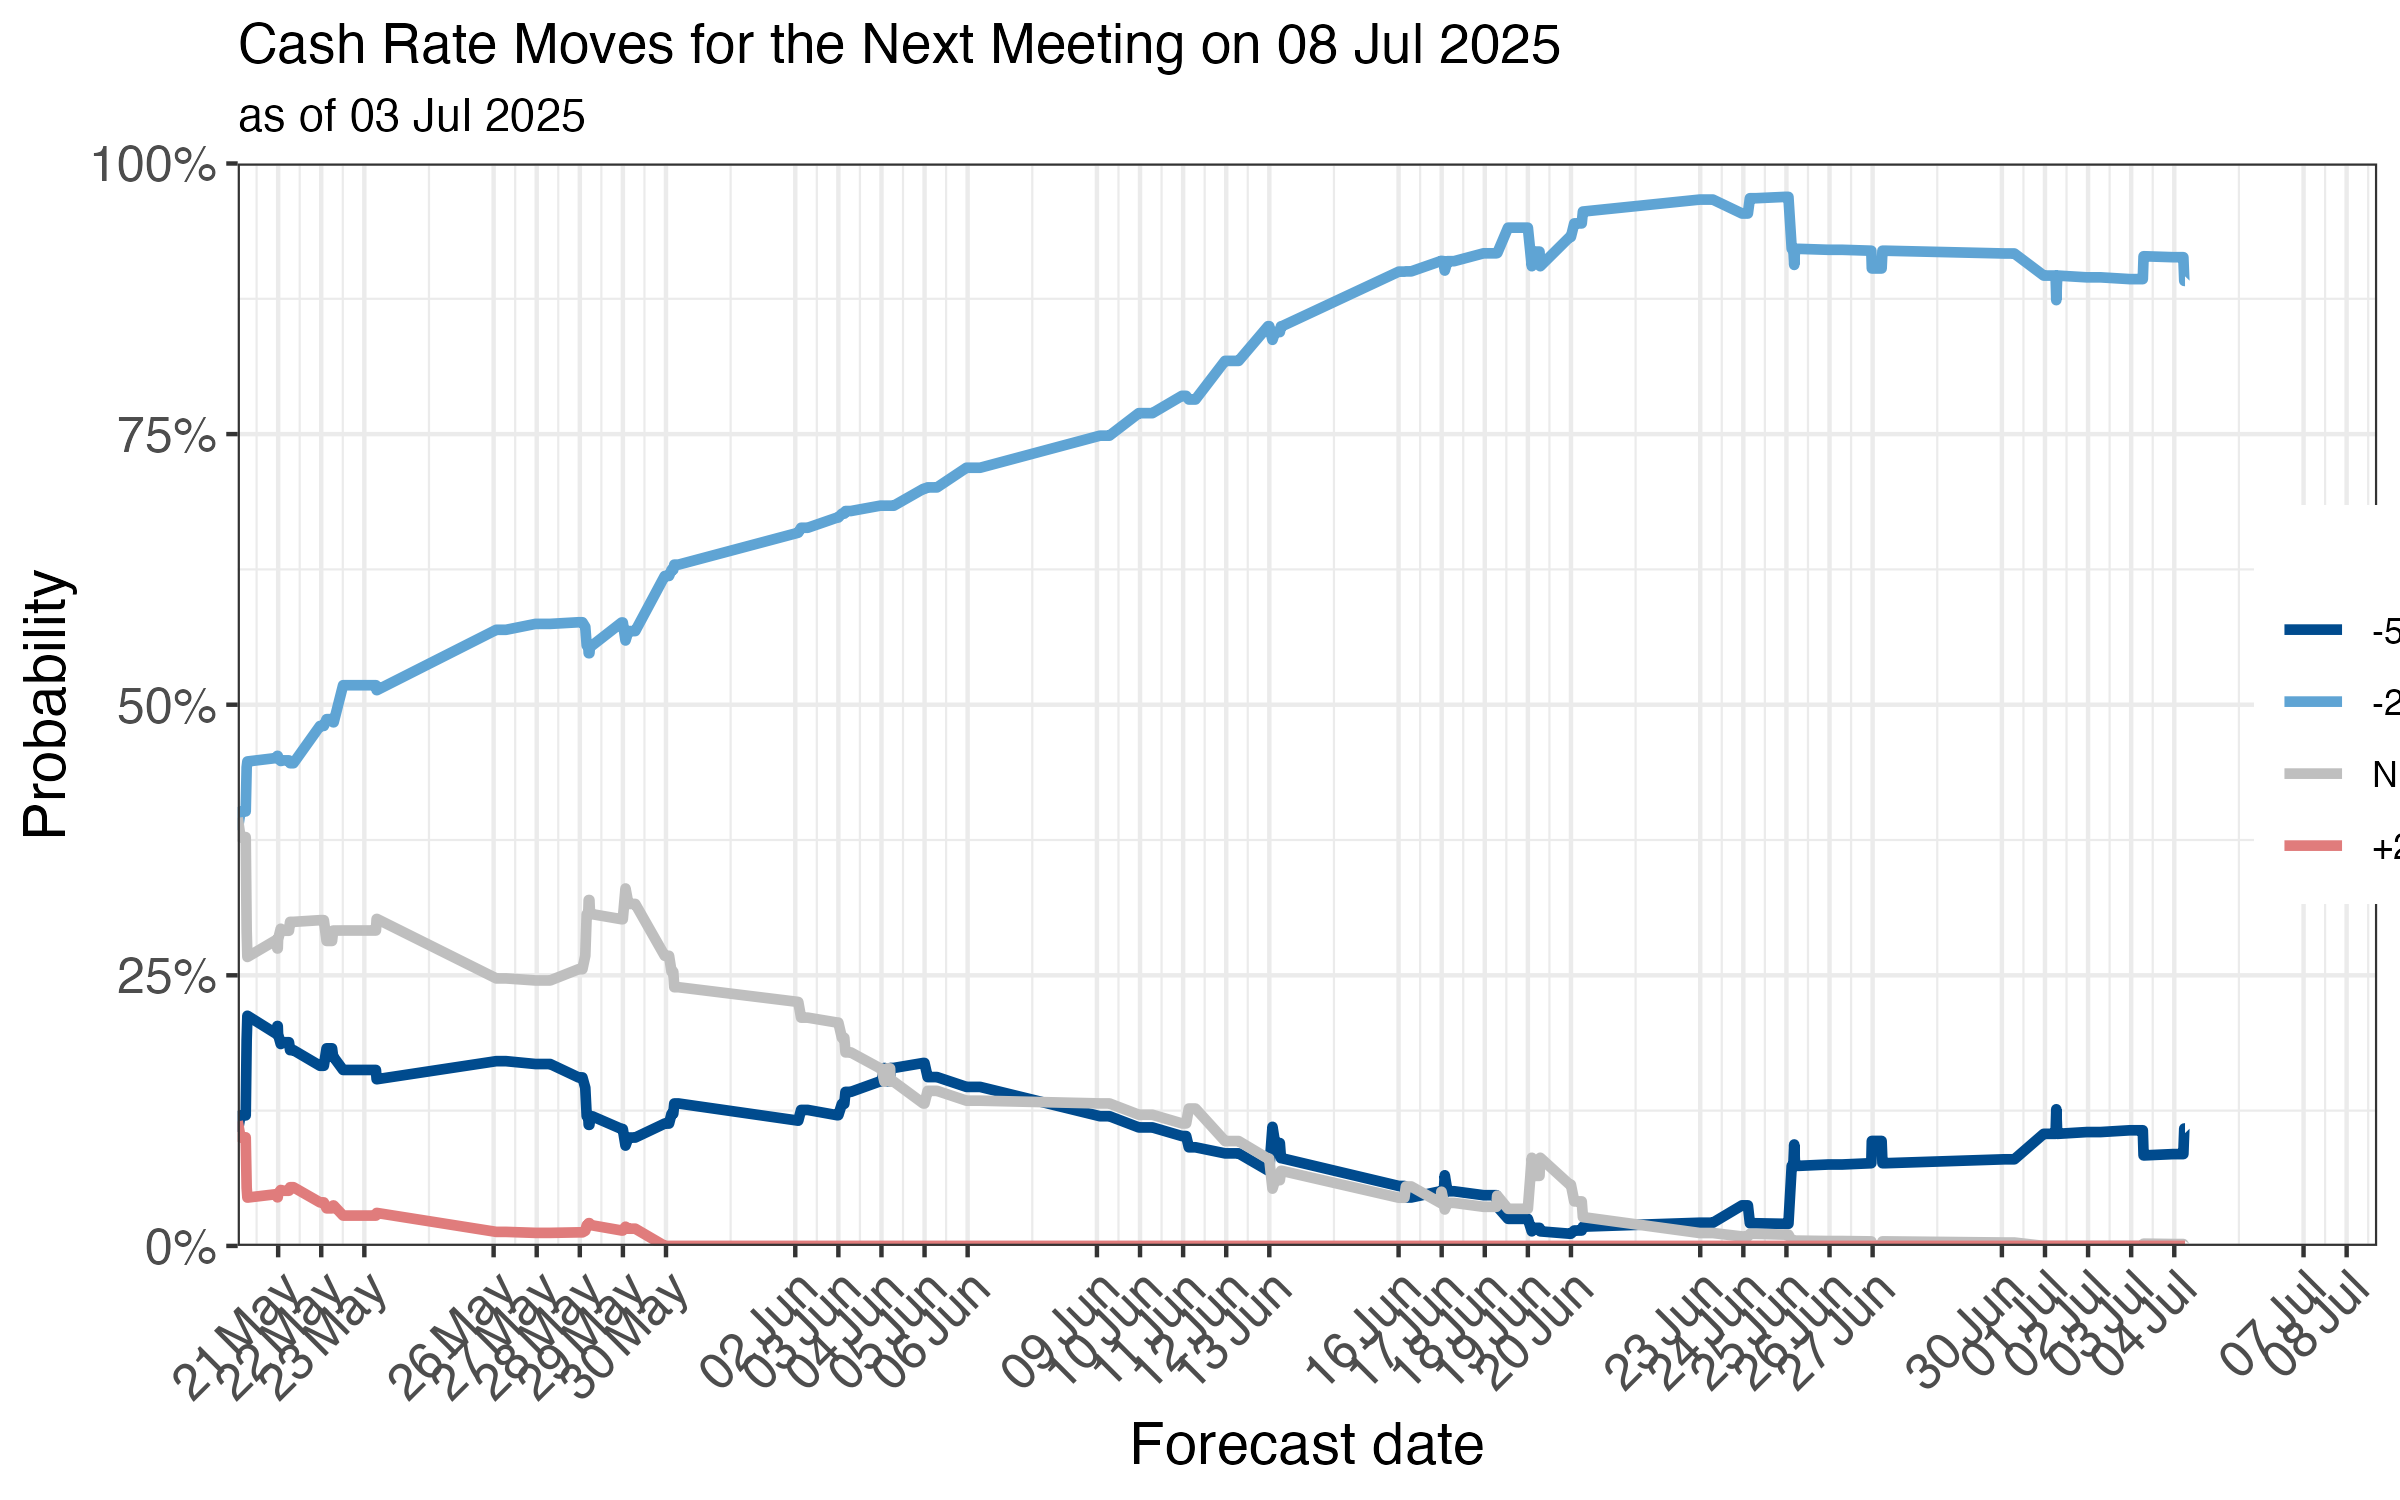 Cash Rate Moves for the Next Meeting on 08 Jul 2025
as of 03 Jul 2025
100%
75%
50%
25%
0%
Probability
-5
-2
N
+2
21 May
22 May
23 May
26 May
27 May
28 May
29 May
30 May
02 Jun
03 Jun
04 Jun
05 Jun
06 Jun
09 Jun
10 Jun
11 Jun
12 Jun
13 Jun
16 Jun
17 Jun
18 Jun
19 Jun
20 Jun
23 Jun
24 Jun
25 Jun
26 Jun
27 Jun
30 Jun
01 Jul
02 Jul
03 Jul
04 Jul
07 Jul
08 Jul
Forecast date